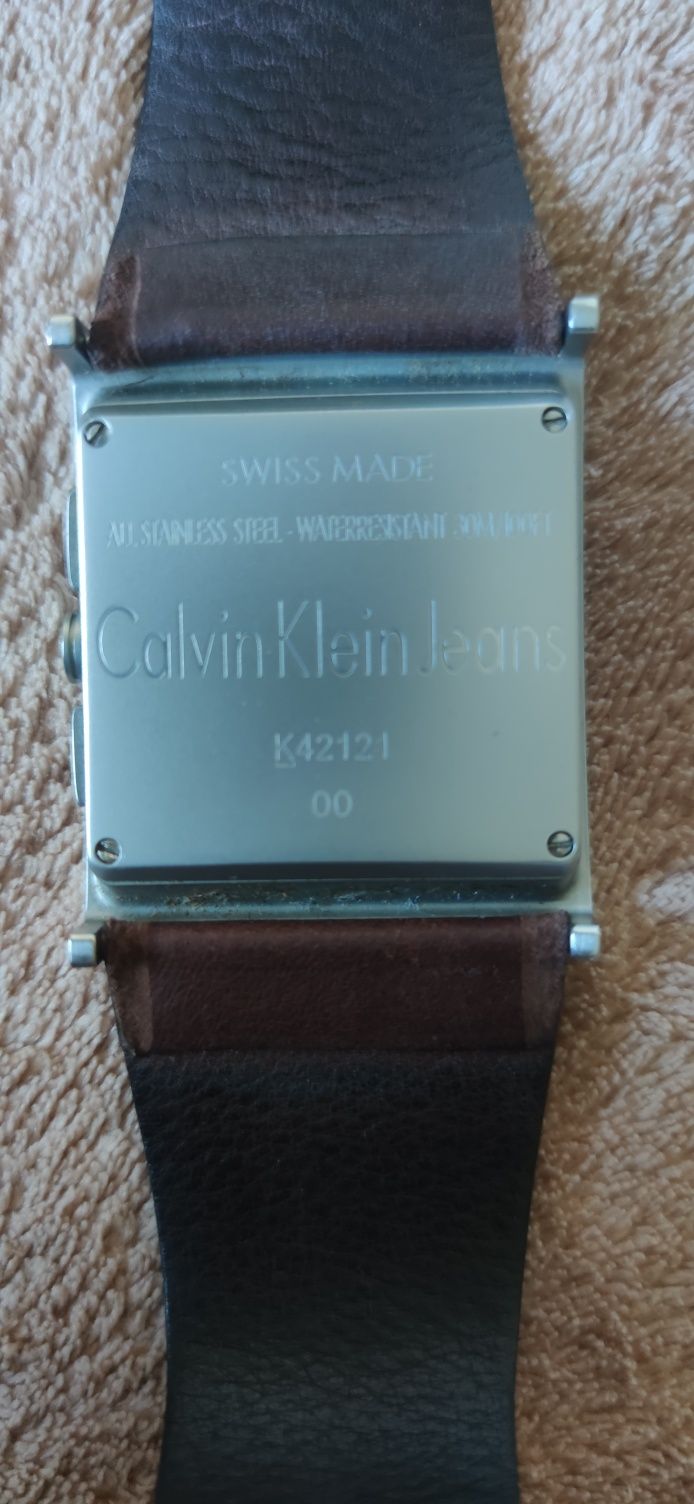 SWISS MADE
ALL STAINLESS STEEL - WATERRESISTANT 30M/100FT
Calvin Klein Jeans
K42121
00